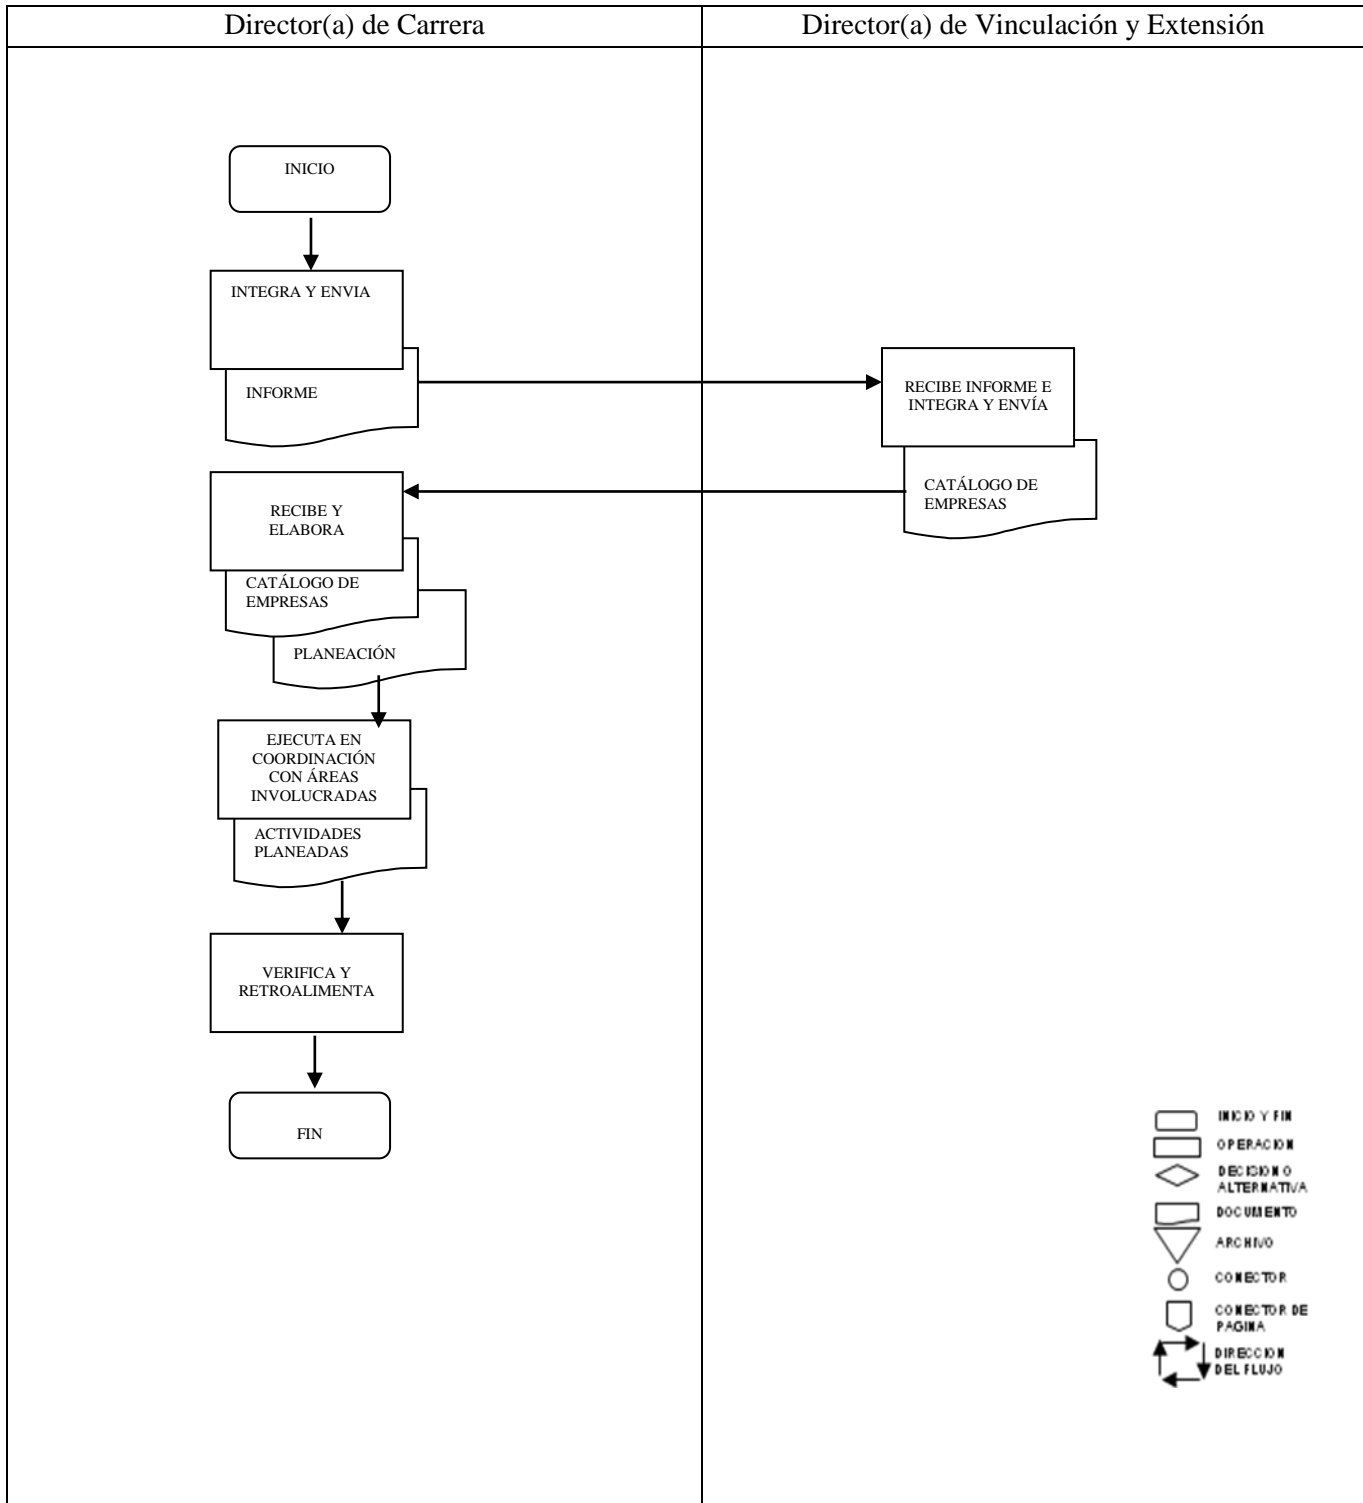 Director(a) de Carrera
Director(a) de Vinculación y Extensión
INICIO
INTEGRA Y ENVIA
INFORME
RECIBE INFORME E
INTEGRA Y ENVÍA
CATÁLOGO DE
EMPRESAS
RECIBE Y
ELABORA
CATÁLOGO DE
EMPRESAS
PLANEACIÓN
EJECUTA EN
COORDINACIÓN
CON ÁREAS
INVOLUCRADAS
ACTIVIDADES
PLANEADAS
VERIFICA Y
RETROALIMENTA
FIN
INICIO Y FIN
OPERACION
DECISION O
ALTERNATIVA
DOCUMENTO
ARCHIVO
CONECTOR
CONECTOR DE
PAGINA
DIRECCION
DEL FLUJO